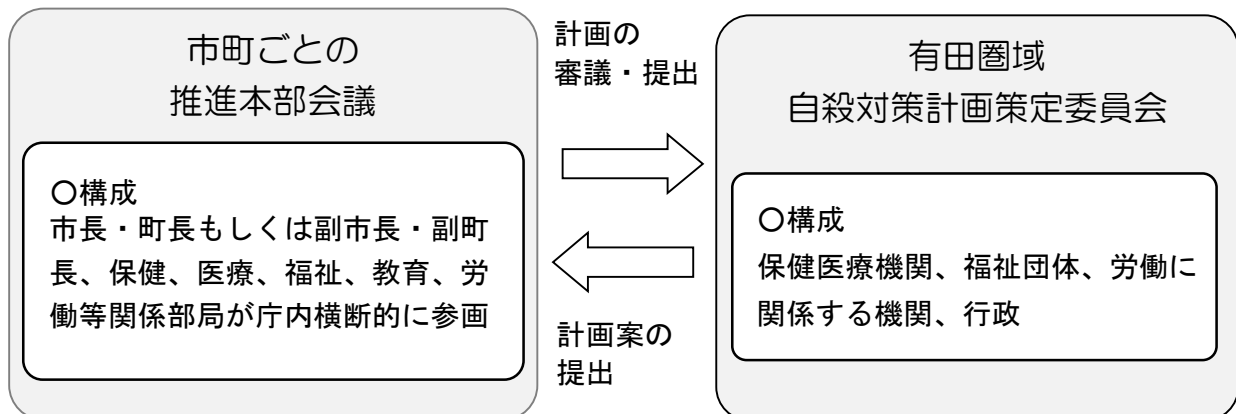 市町ごとの
推進本部会議
〇構成
市長・町長もしくは副市長・副町
長、保健、医療、福祉、教育、労
働等関係部局が庁内横断的に参画
計画の
審議・提出
計画案の
提出
有田圏域
自殺対策計画策定委員会
〇構成
保健医療機関、福祉団体、労働に
関係する機関、行政